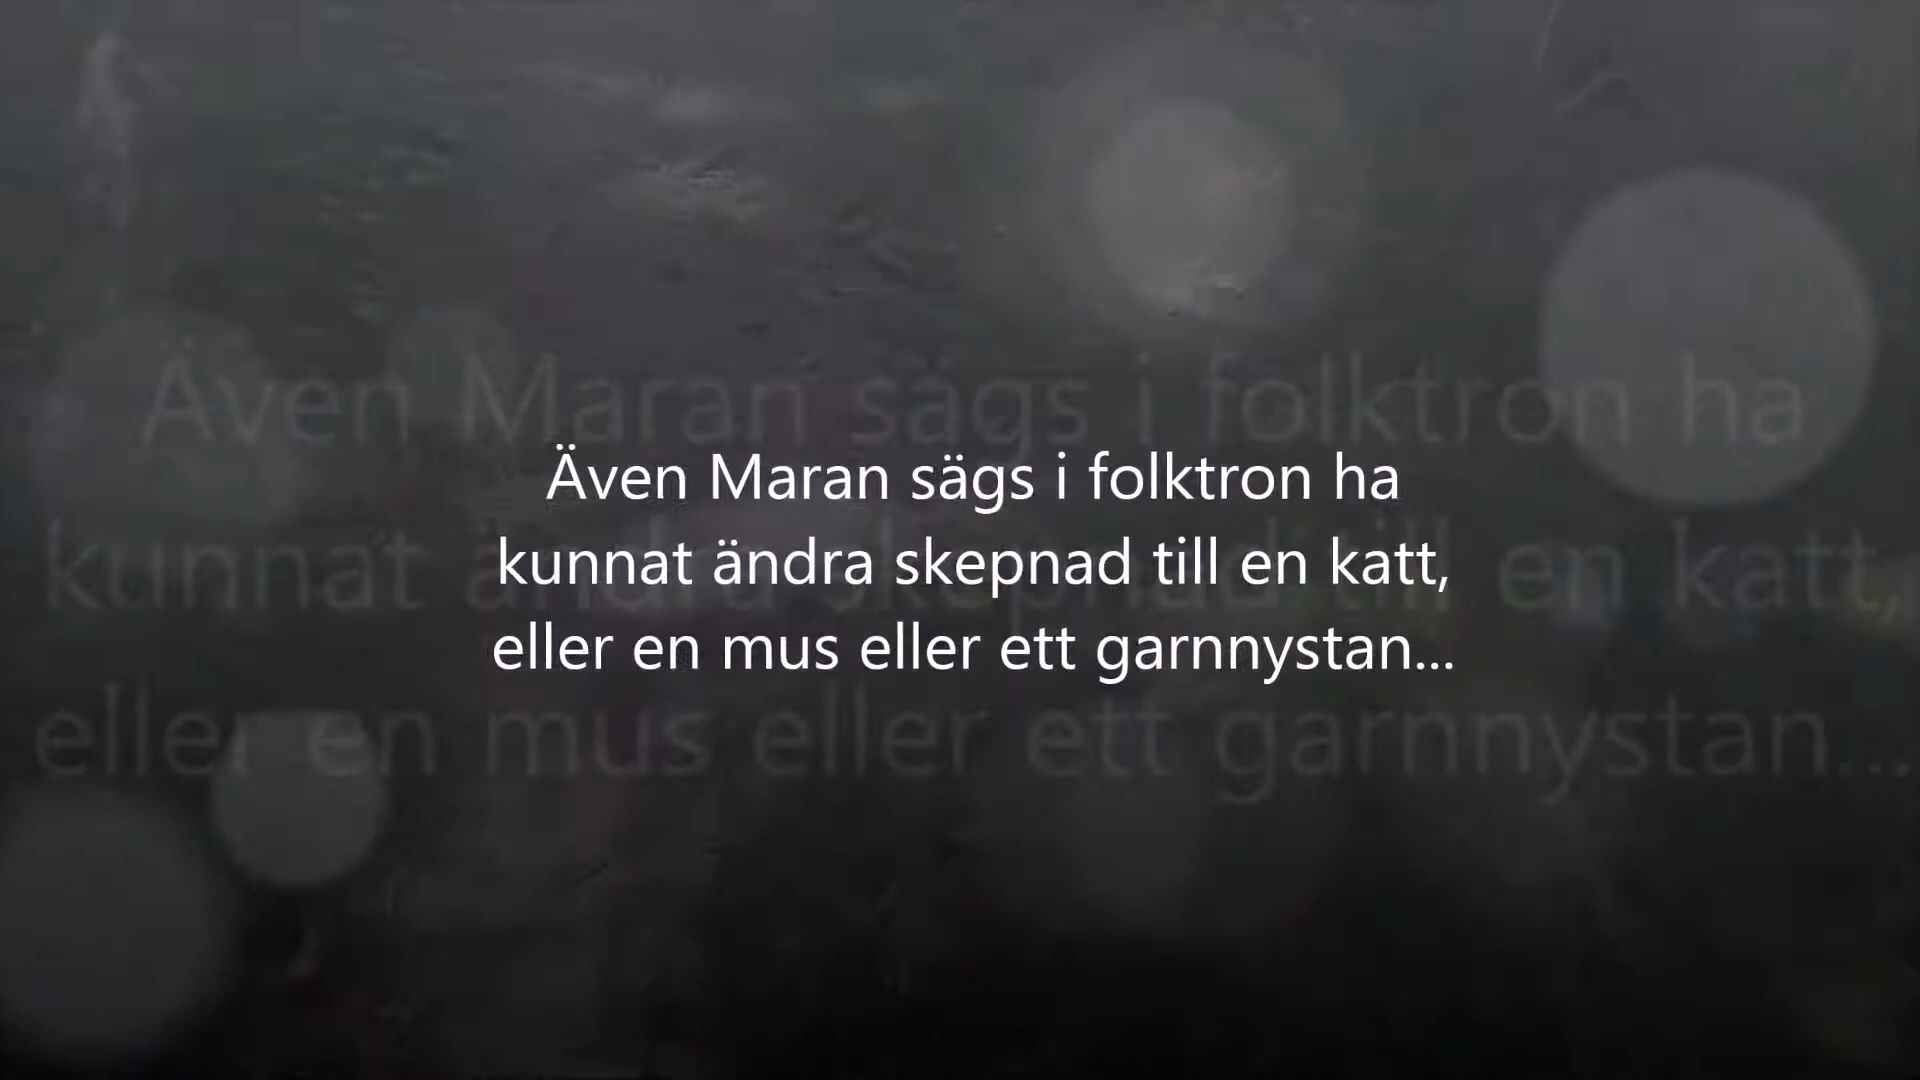 Även Maran sägs i folktron ha
kunnat ändra skepnad till en katt,
eller en mus eller ett garnnystan...